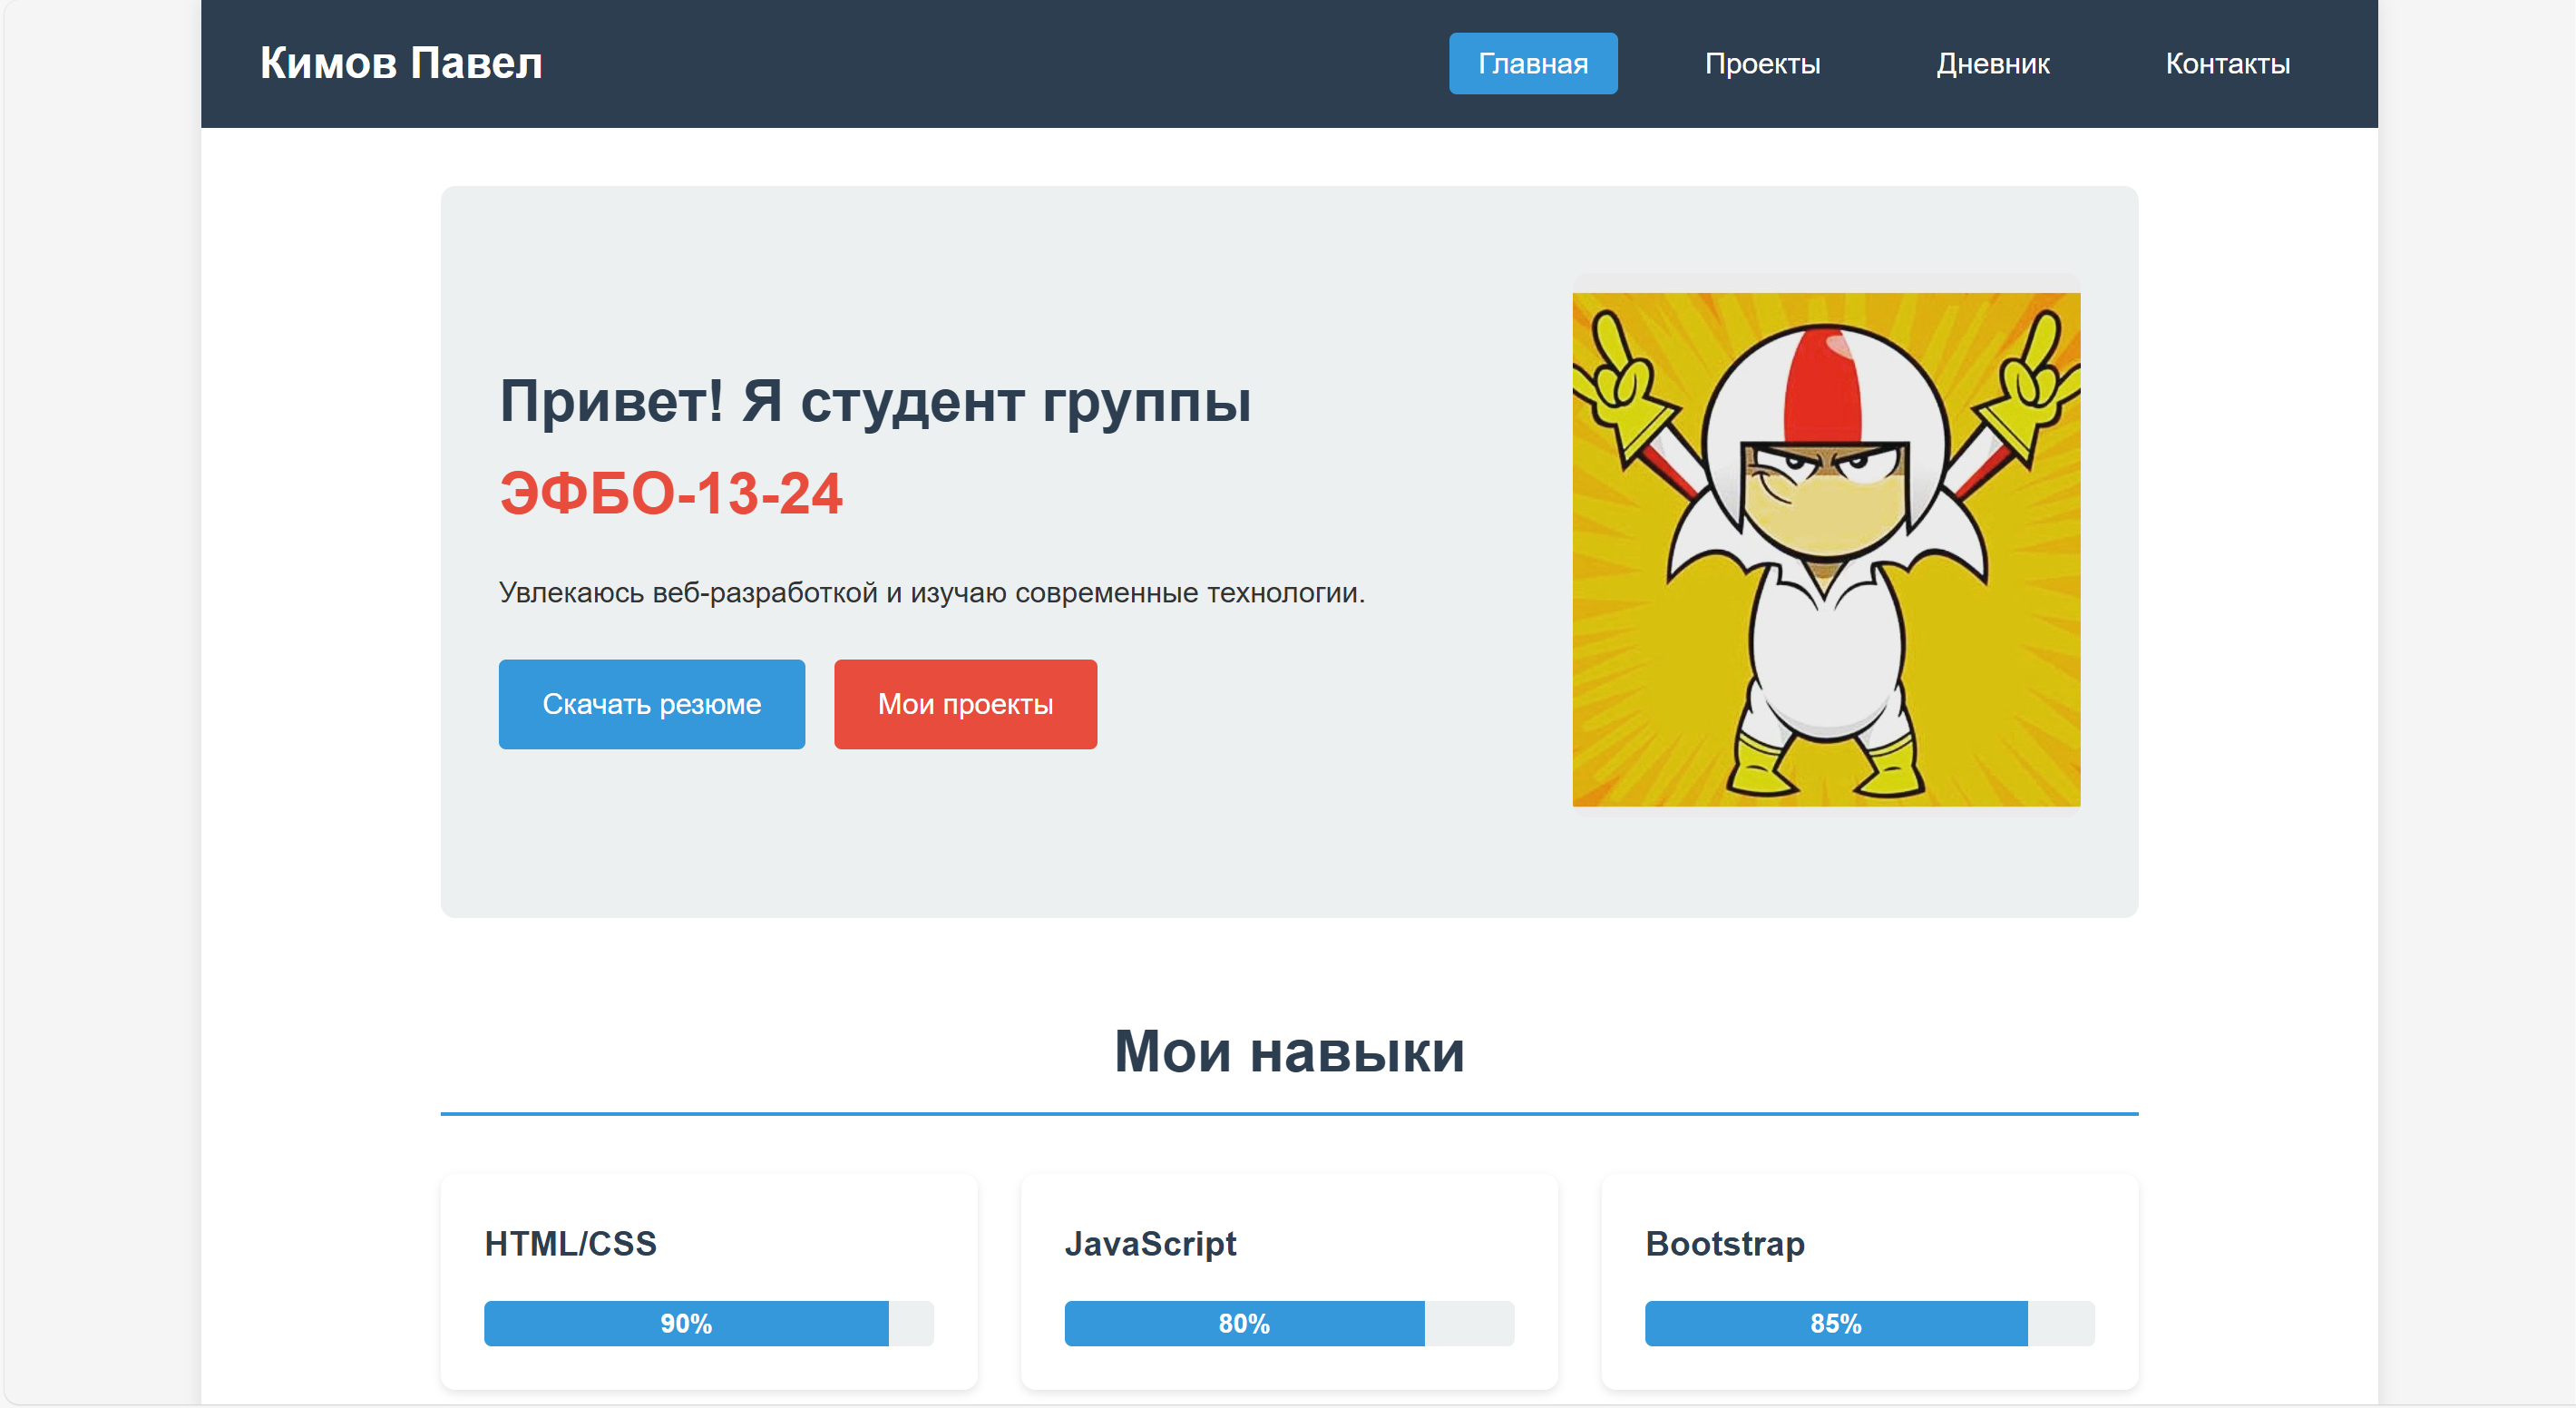 Кимов Павел
Главная Проекты Дневник Контакты
Привет! Я студент группы
ЭФБО-13-24
Увлекаюсь веб-разработкой и изучаю современные технологии.
Скачать резюме Мои проекты
Мои навыки
HTML/CSS
90%
JavaScript
80%
Bootstrap
85%